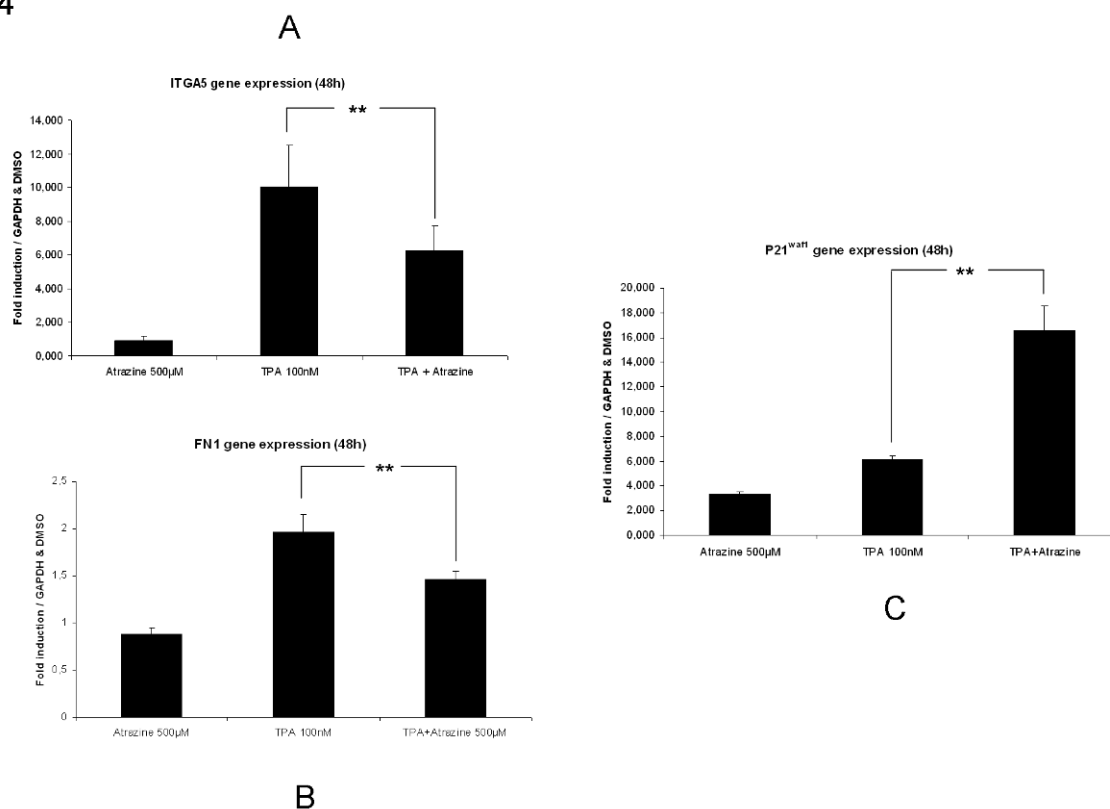 4
A
ITGA5 gene expression (48h)
**
14,000
12,000
10,000
8,000
6,000
4,000
2,000
0,000
Fold induction / GAPDH & DMSO
Atrazine 500µM TPA 100nM TPA + Atrazine
FN1 gene expression (48h)
**
2,5
2
1,5
1
0,5
0
Fold induction / GAPDH & DMSO
Atrazine 500µM TPA 100nM TPA+Atrazine 500µM
B
P21waf1 gene expression (48h)
**
20,000
18,000
16,000
14,000
12,000
10,000
8,000
6,000
4,000
2,000
0,000
Fold induction / GAPDH & DMSO
Atrazine 500µM TPA 100nM TPA+Atrazine
C